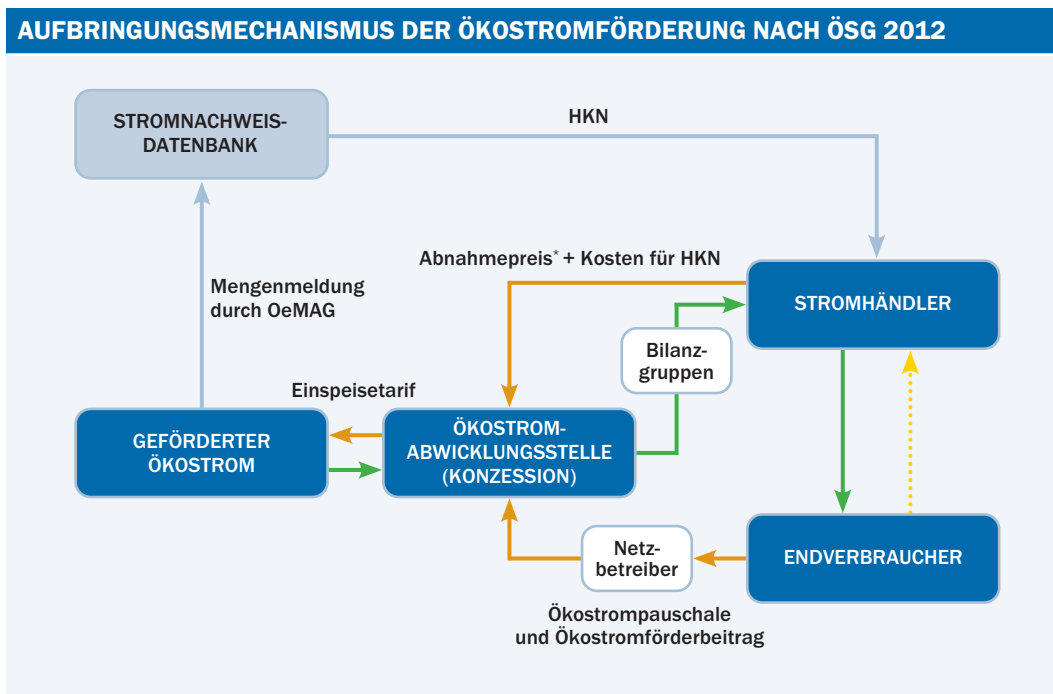 AUFBRINGUNGSMECHANISMUS DER ÖKOSTROMFÖRDERUNG NACH ÖSG 2012
STROMNACHWEIS-
DATENBANK
HKN
Abnahmepreis* + Kosten für HKN
STROMHÄNDLER
Mengenmeldung
durch OeMAG
Bilanz-
gruppen
Einspeisetarif
GEFÖRDERTER
ÖKOSTROM
ÖKOSTROM-
ABWICKLUNGSSTELLE
(KONZESSION)
Netz-
betreiber
ENDVERBRAUCHER
Ökostrompauschale
und Ökostromförderbeitrag